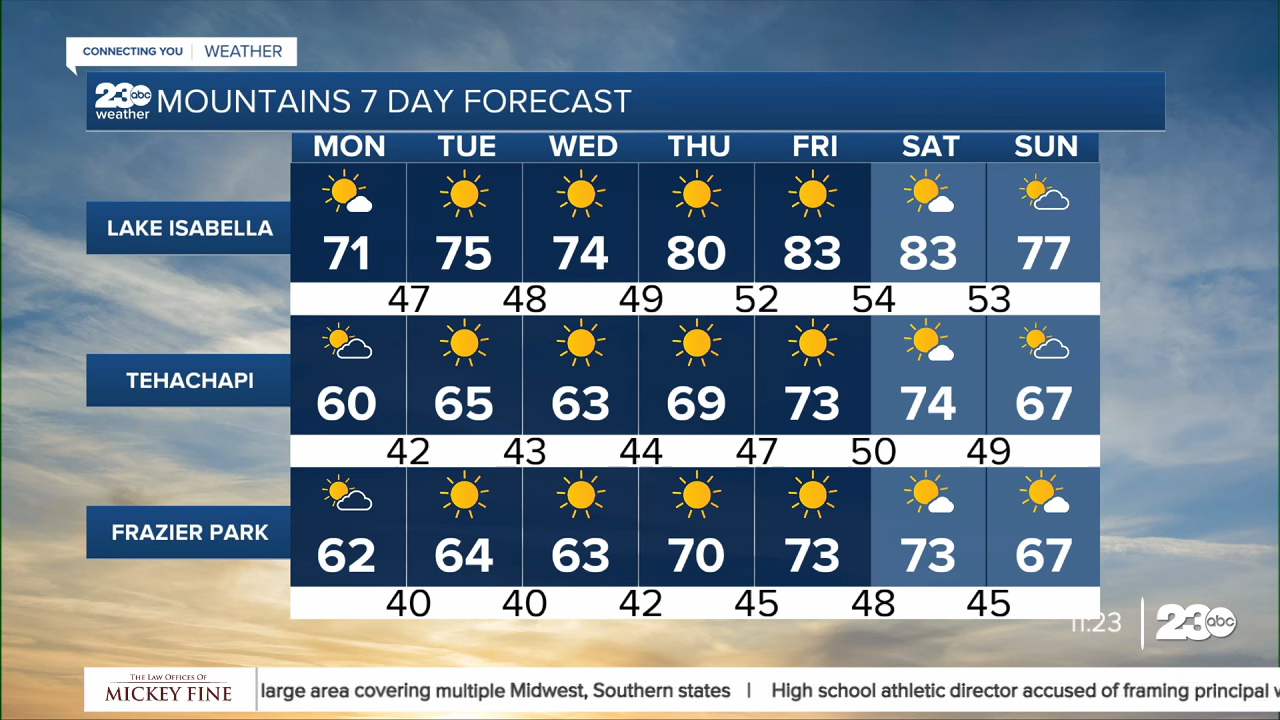 CONNECTING YOU | WEATHER
23 abc
weather
MOUNTAINS 7 DAY FORECAST
MON TUE WED THU FRI SAT SUN
LAKE ISABELLA
71 75 74 80 83 83 77
47 48 49 52 54 53
TEHACHAPI
60 65 63 69 73 74 67
42 43 44 47 50 49
FRAZIER PARK
62 64 63 70 73 73 67
40 40 42 45 48 45
11:23
23 abc
THE LAW OFFICES OF
MICKEY FINE
large area covering multiple Midwest, Southern states | High school athletic director accused of framing principal